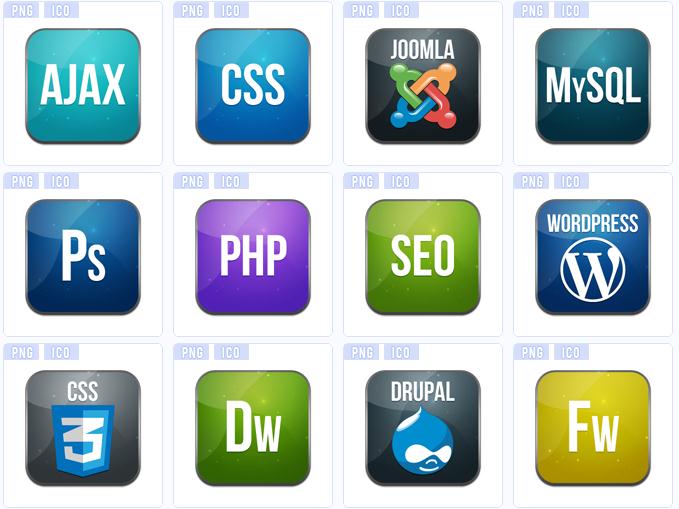 PNG ICO PNG ICO PNG ICO PNG ICO
AJAX
CSS
JOOMLA
MySQL
PNG ICO PNG ICO PNG ICO PNG ICO
Ps
PHP
SEO
WORDPRESS
W
PNG ICO PNG ICO PNG ICO PNG ICO
CSS
3
Dw
DRUPAL
Fw